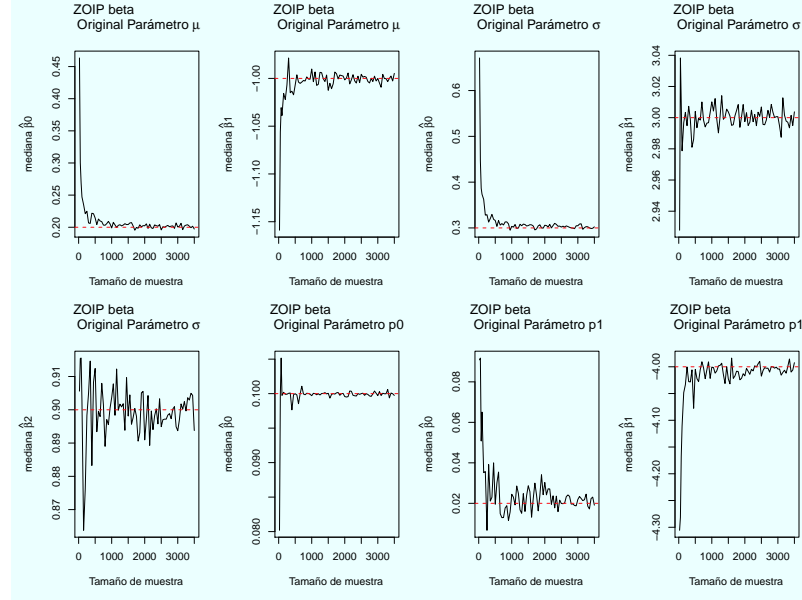 ZOIP beta
Original Parámetro μ
mediana β̂0
0.20
0.25
0.30
0.35
0.40
0.45
0
1000
3000
Tamaño de muestra
ZOIP beta
Original Parámetro μ
mediana β̂1
−1.15
−1.10
−1.05
−1.00
0
1000
3000
Tamaño de muestra
ZOIP beta
Original Parámetro σ
mediana β̂0
0.3
0.4
0.5
0.6
0
1000
3000
Tamaño de muestra
ZOIP beta
Original Parámetro σ
mediana β̂1
2.94
2.96
2.98
3.00
3.02
3.04
0
1000
3000
Tamaño de muestra
ZOIP beta
Original Parámetro σ
mediana β̂2
0.87
0.88
0.89
0.90
0.91
0
1000
3000
Tamaño de muestra
ZOIP beta
Original Parámetro p0
mediana β̂0
0.080
0.090
0.100
0
1000
3000
Tamaño de muestra
ZOIP beta
Original Parámetro p1
mediana β̂0
0.02
0.04
0.06
0.08
0
1000
3000
Tamaño de muestra
ZOIP beta
Original Parámetro p1
mediana β̂1
−4.30
−4.20
−4.10
−4.00
0
1000
3000
Tamaño de muestra